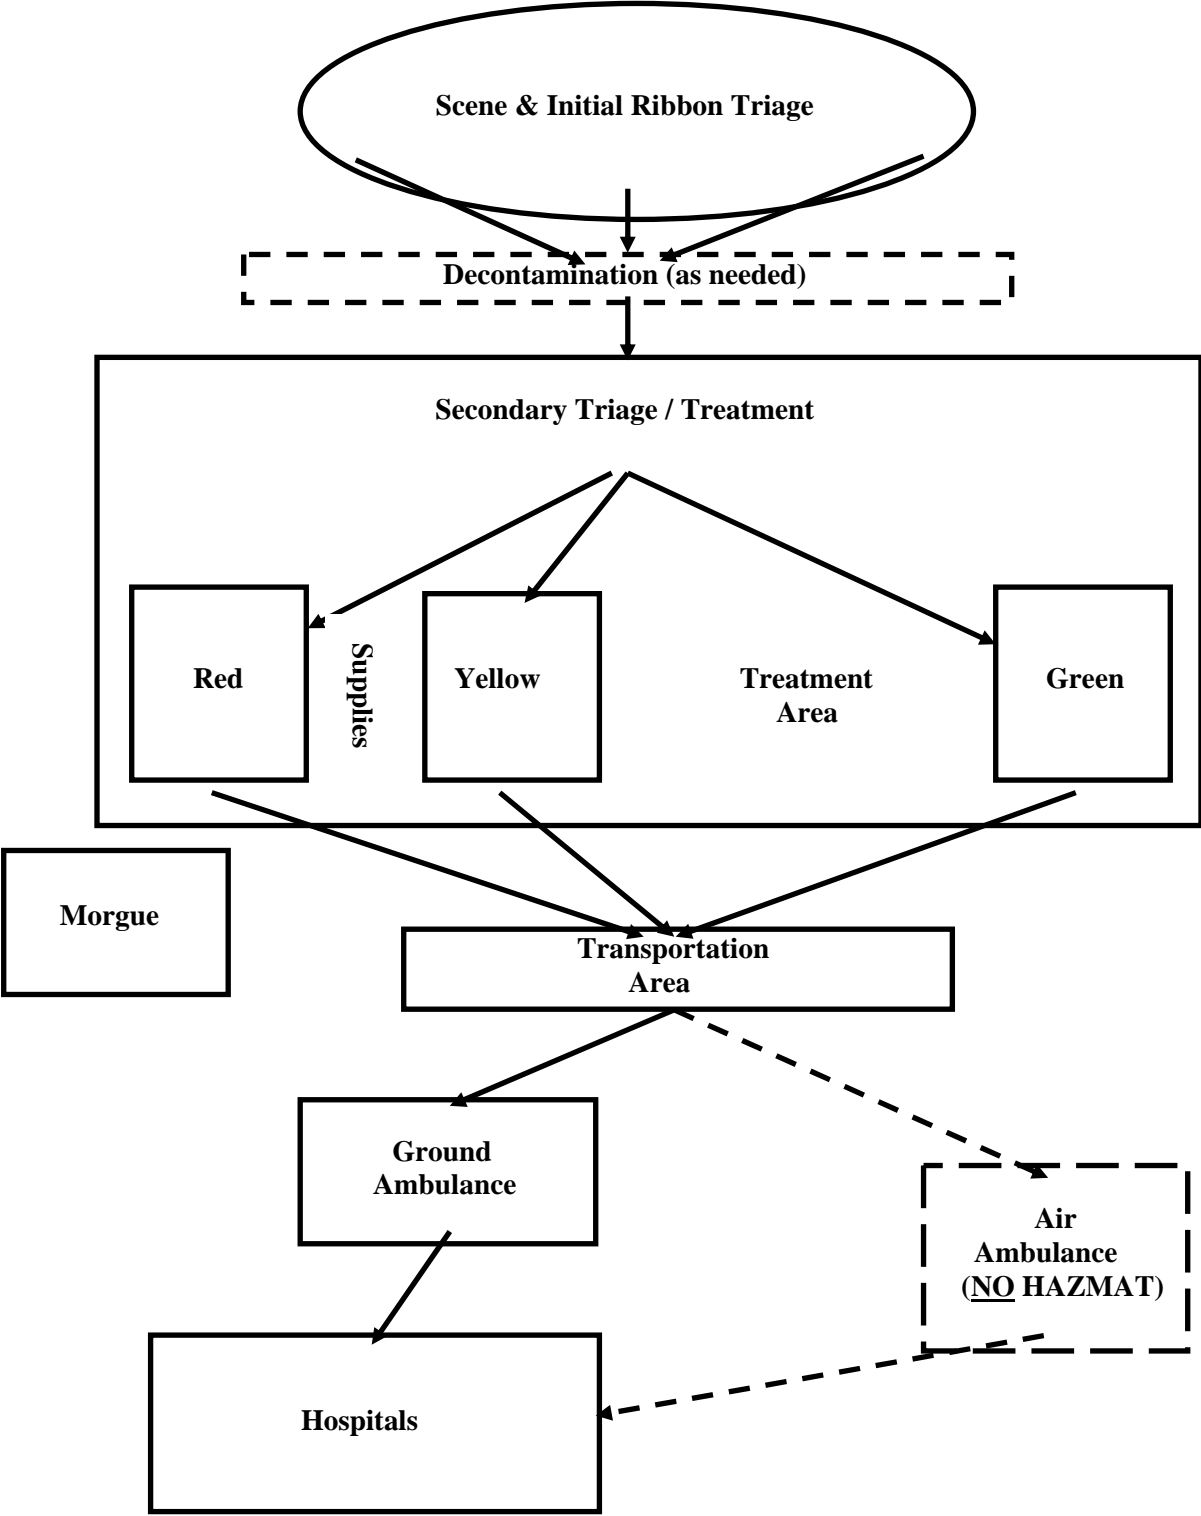 Scene & Initial Ribbon Triage
Decontamination (as needed)
Secondary Triage / Treatment
Red
Supplies
Yellow
Treatment
Area
Green
Morgue
Transportation
Area
Ground
Ambulance
Air
Ambulance
(NO HAZMAT)
Hospitals